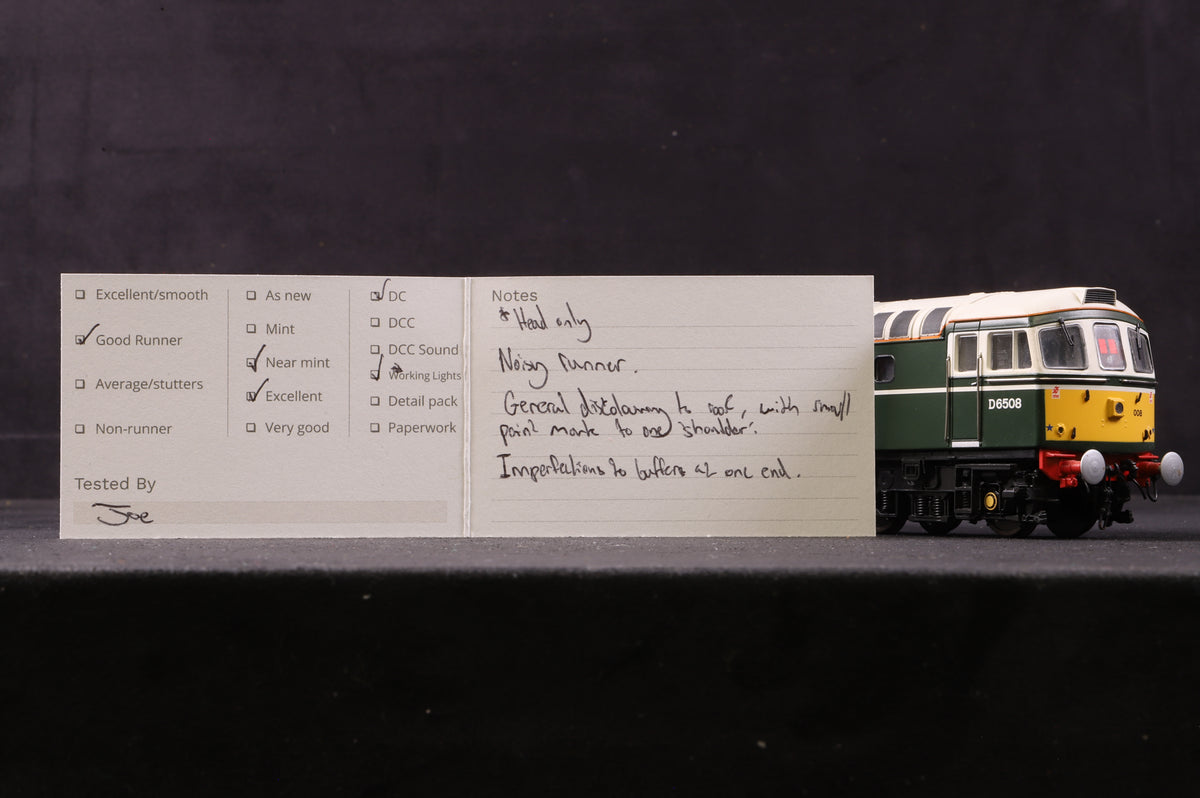 Excellent/smooth
Good Runner
Average/stutters
Non-runner
As new
Mint
Near mint
Excellent
Very good
DC
DCC
DCC Sound
* Working Lights
Detail pack
Paperwork
Tested By
Joe
Notes
* Head only
Noisy runner.
General discolouring to roof, with small
paint mark to one 'shoulder'.
Imperfections to buffers at one end.
D6508
008